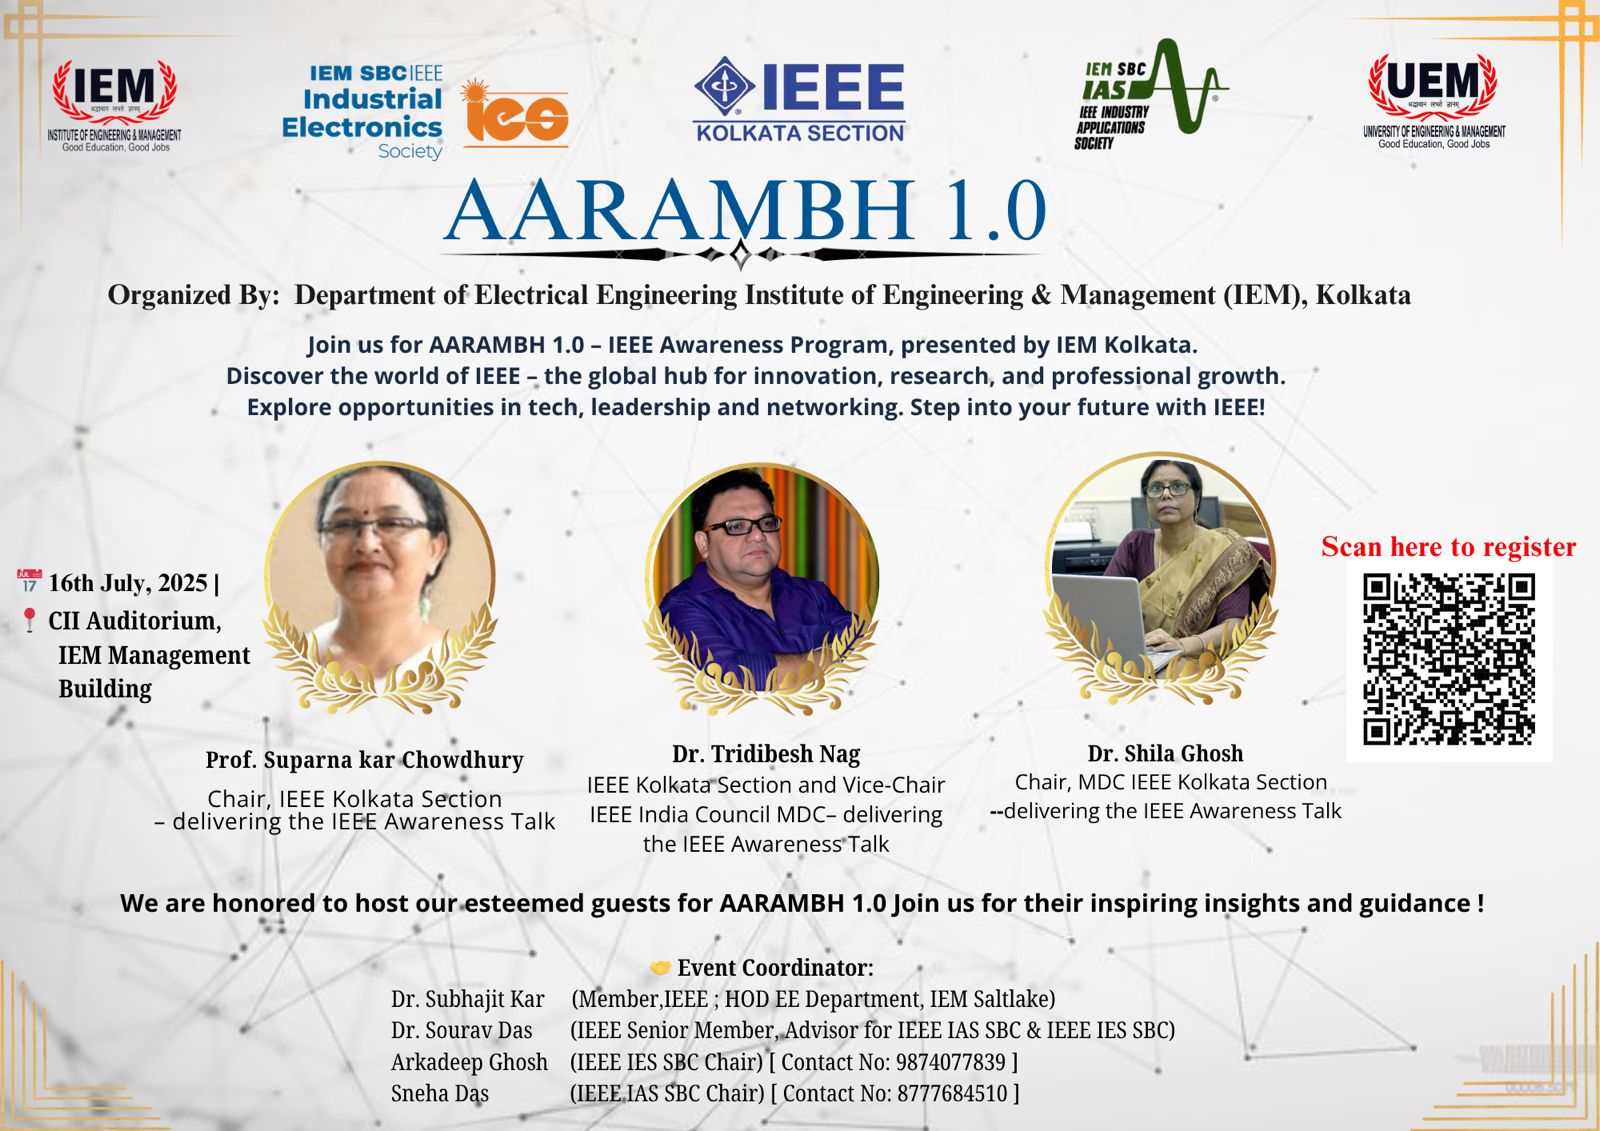 IEM
श्रद्धावान लभते ज्ञानम्
INSTITUTE OF ENGINEERING & MANAGEMENT
Good Education, Good Jobs
IEM SBC IEEE
Industrial
Electronics
Society
ies
IEEE
KOLKATA SECTION
IEM SBC
IAS
IEEE INDUSTRY
APPLICATIONS
SOCIETY
UEM
श्रद्धावान लभते ज्ञानम्
UNIVERSITY OF ENGINEERING & MANAGEMENT
Good Education, Good Jobs
AARAMBH 1.0
Organized By: Department of Electrical Engineering Institute of Engineering & Management (IEM), Kolkata
Join us for AARAMBH 1.0 – IEEE Awareness Program, presented by IEM Kolkata.
Discover the world of IEEE – the global hub for innovation, research, and professional growth.
Explore opportunities in tech, leadership and networking. Step into your future with IEEE!
📅 16th July, 2025 |
📍 CII Auditorium,
IEM Management
Building
Scan here to register
Prof. Suparna kar Chowdhury
Chair, IEEE Kolkata Section
– delivering the IEEE Awareness Talk
Dr. Tridibesh Nag
IEEE Kolkata Section and Vice-Chair
IEEE India Council MDC– delivering
the IEEE Awareness Talk
Dr. Shila Ghosh
Chair, MDC IEEE Kolkata Section
--delivering the IEEE Awareness Talk
We are honored to host our esteemed guests for AARAMBH 1.0 Join us for their inspiring insights and guidance !
🤝 Event Coordinator:
Dr. Subhajit Kar (Member,IEEE ; HOD EE Department, IEM Saltlake)
Dr. Sourav Das (IEEE Senior Member, Advisor for IEEE IAS SBC & IEEE IES SBC)
Arkadeep Ghosh (IEEE IES SBC Chair) [ Contact No: 9874077839 ]
Sneha Das (IEEE IAS SBC Chair) [ Contact No: 8777684510 ]